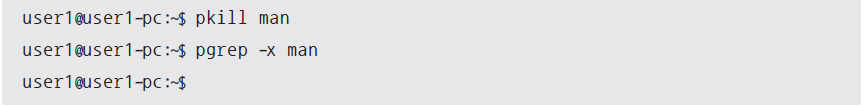 user1@user1-pc:~$ pkill man
user1@user1-pc:~$ pgrep -x man
user1@user1-pc:~$